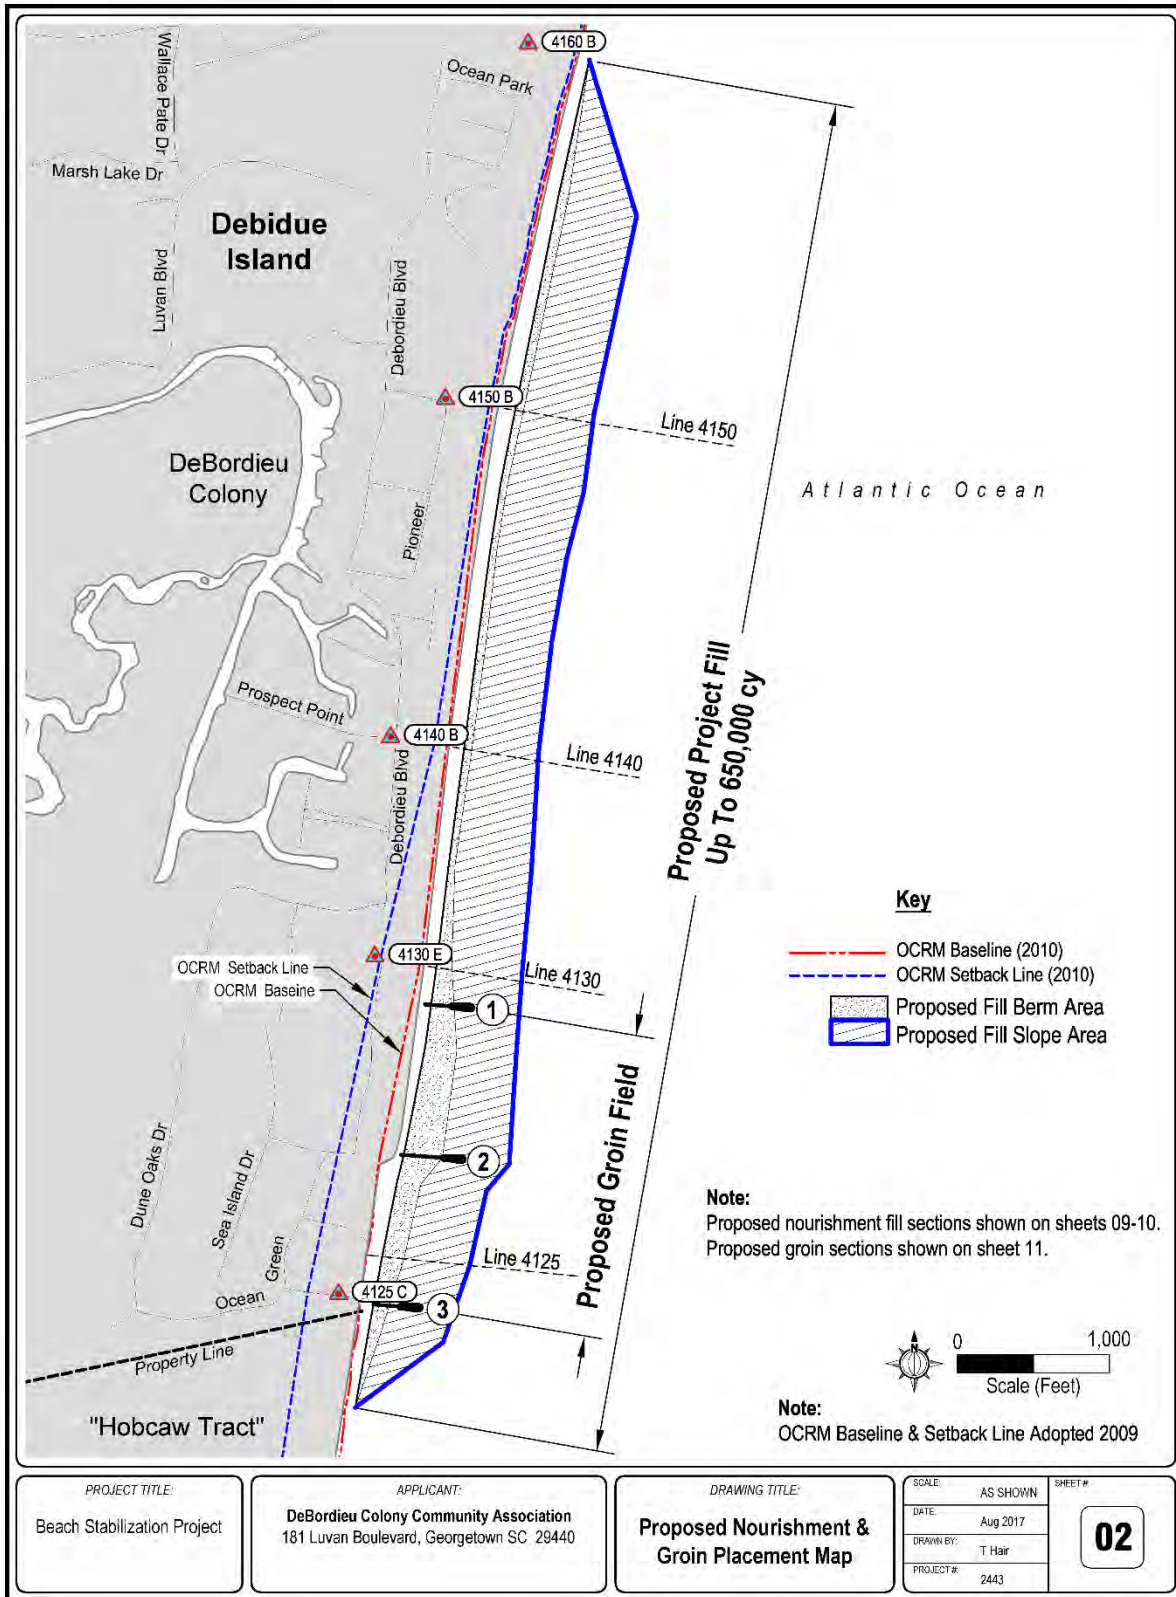 4160 B
Wallace Pate Dr
Ocean Park
Marsh Lake Dr
Debidue
Island
Luvan Blvd
Debordieu Blvd
4150 B
Line 4150
DeBordieu
Colony
Atlantic Ocean
Pioneer
Prospect Point
4140 B
Line 4140
Debordieu Blvd
Proposed Project Fill
Up To 650,000 cy
Key
OCRM Baseline (2010)
OCRM Setback Line (2010)
Proposed Fill Berm Area
Proposed Fill Slope Area
4130 E
OCRM Setback Line
OCRM Baseine
Line 4130
1
Proposed Groin Field
2
Dune Oaks Dr
Sea Island Dr
Green
Ocean
Line 4125
4125 C
3
Note:
Proposed nourishment fill sections shown on sheets 09-10.
Proposed groin sections shown on sheet 11.
Property Line
"Hobcaw Tract"
N
0 1,000
Scale (Feet)
Note:
OCRM Baseline & Setback Line Adopted 2009
PROJECT TITLE:
Beach Stabilization Project
APPLICANT:
DeBordieu Colony Community Association
181 Luvan Boulevard, Georgetown SC 29440
DRAWING TITLE:
Proposed Nourishment &
Groin Placement Map
SCALE: AS SHOWN
DATE: Aug 2017
DRAWN BY: T Hair
PROJECT # 2443
SHEET #
02